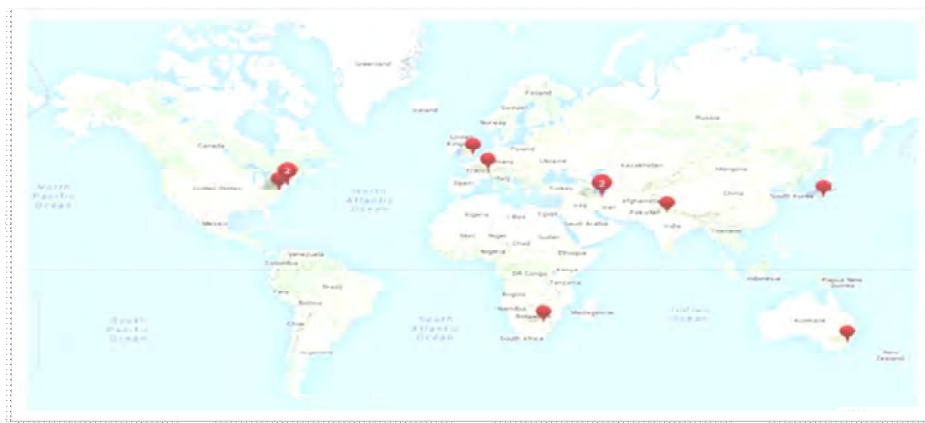 Greenland
Iceland
Finland
Sweden
Norway
Russia
Canada
United
Kingdom
Poland
Ukraine
Kazakhstan
Mongolia
France
Italy
Spain
Turkey
North
Pacific
Ocean
United States
North
Atlantic
Ocean
China
South Korea
2
2
Iraq
Iran
Afghanistan
Pakistan
Mexico
Algeria
Libya
Egypt
Saudi Arabia
India
Thailand
Mali
Niger
Chad
Sudan
Nigeria
Ethiopia
Venezuela
Colombia
DR Congo
Kenya
Tanzania
Indonesia
Papua New
Guinea
Peru
Brazil
Bolivia
Angola
Namibia
Botswana
Madagascar
Indian
Ocean
South
Pacific
Ocean
Chile
South
Atlantic
Ocean
Australia
South Africa
Argentina
New
Zealand